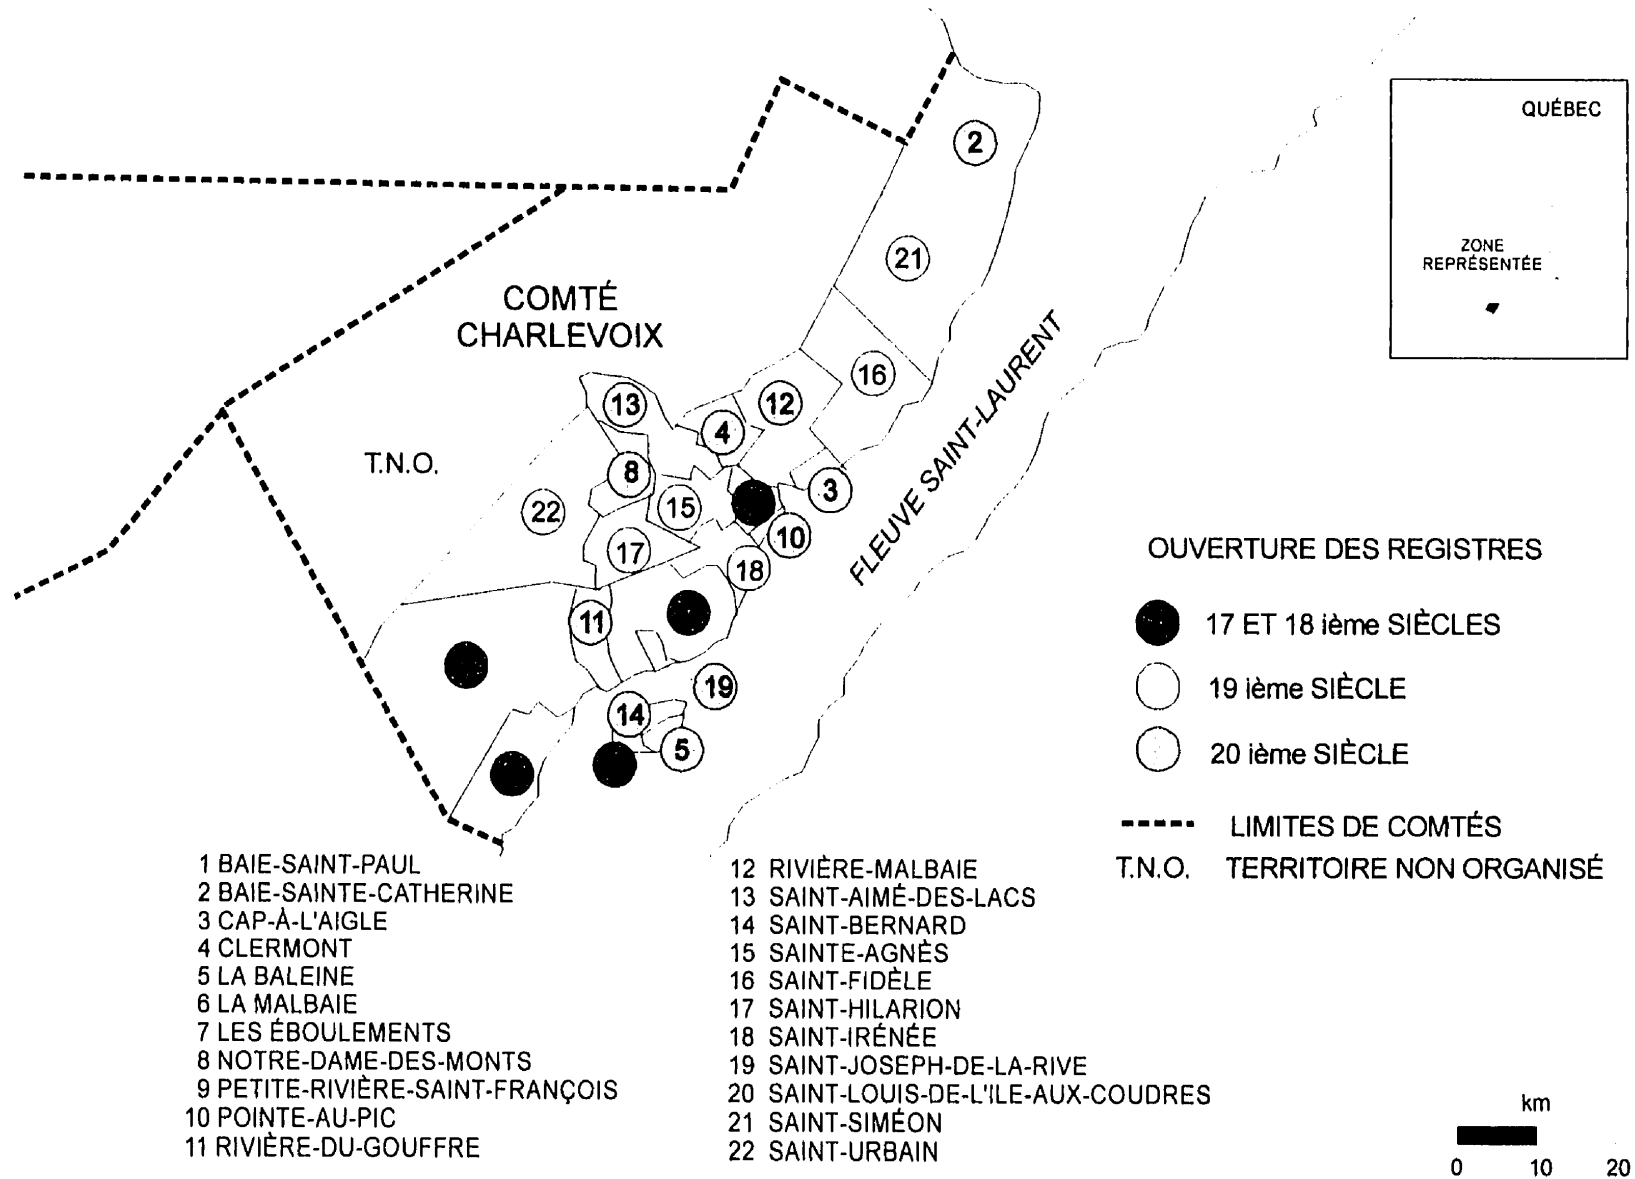 QUÉBEC
ZONE
REPRÉSENTÉE
COMTÉ
CHARLEVOIX
T.N.O.
FLEUVE SAINT-LAURENT
2
21
16
12
13
4
8
3
15
22
10
17
18
11
19
14
5
OUVERTURE DES REGISTRES
17 ET 18 ième SIÈCLES
19 ième SIÈCLE
20 ième SIÈCLE
LIMITES DE COMTÉS
T.N.O. TERRITOIRE NON ORGANISÉ
1 BAIE-SAINT-PAUL
2 BAIE-SAINTE-CATHERINE
3 CAP-À-L'AIGLE
4 CLERMONT
5 LA BALEINE
6 LA MALBAIE
7 LES ÉBOULEMENTS
8 NOTRE-DAME-DES-MONTS
9 PETITE-RIVIÈRE-SAINT-FRANÇOIS
10 POINTE-AU-PIC
11 RIVIÈRE-DU-GOUFFRE
12 RIVIÈRE-MALBAIE
13 SAINT-AIMÉ-DES-LACS
14 SAINT-BERNARD
15 SAINTE-AGNÈS
16 SAINT-FIDÈLE
17 SAINT-HILARION
18 SAINT-IRÉNÉE
19 SAINT-JOSEPH-DE-LA-RIVE
20 SAINT-LOUIS-DE-L'ILE-AUX-COUDRES
21 SAINT-SIMÉON
22 SAINT-URBAIN
km
0 10 20